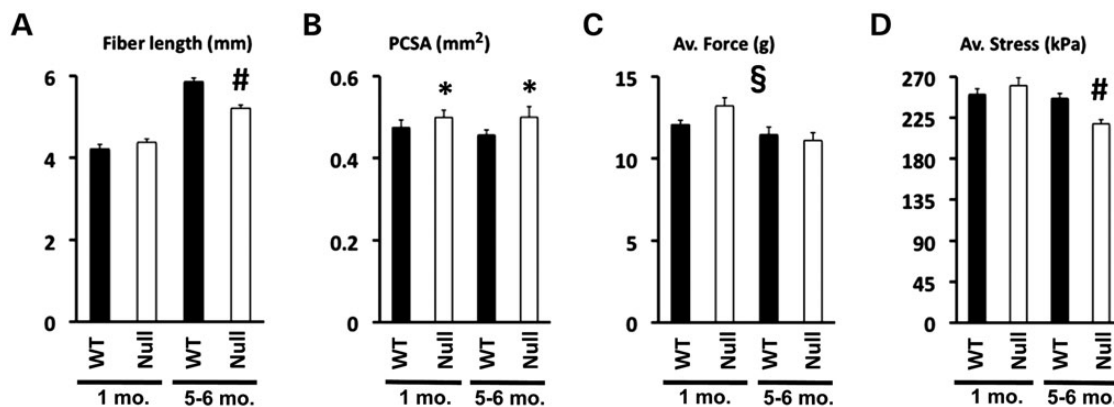 A
Fiber length (mm)
6
4
2
0
#
WT
Null
WT
Null
1 mo.
5-6 mo.
B
PCSA (mm²)
0.6
0.4
0.2
0
*
*
WT
Null
WT
Null
1 mo.
5-6 mo.
C
Av. Force (g)
15
10
5
0
§
WT
Null
WT
Null
1 mo.
5-6 mo.
D
Av. Stress (kPa)
270
225
180
135
90
45
0
#
WT
Null
WT
Null
1 mo.
5-6 mo.